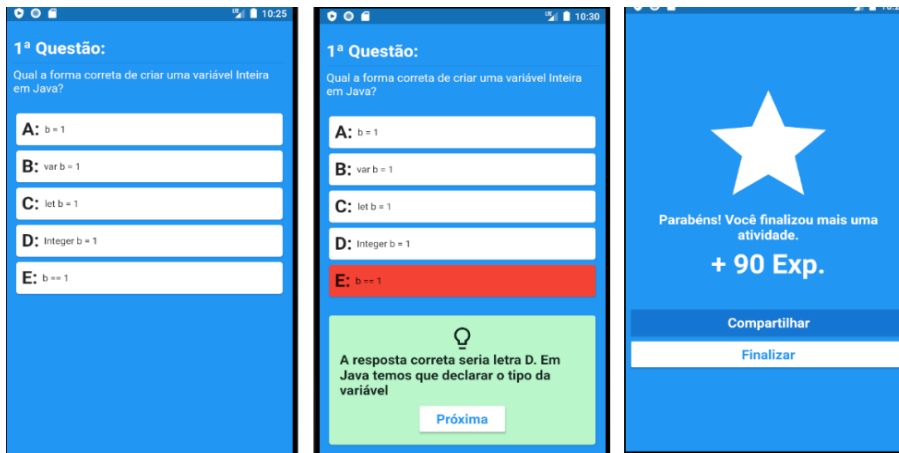 10:25
1ª Questão:
Qual a forma correta de criar uma variável Inteira
em Java?
A: b = 1
B: var b = 1
C: let b = 1
D: Integer b = 1
E: b == 1
10:30
1ª Questão:
Qual a forma correta de criar uma variável Inteira
em Java?
A: b = 1
B: var b = 1
C: let b = 1
D: Integer b = 1
E: b == 1
A resposta correta seria letra D. Em
Java temos que declarar o tipo da
variável
Próxima
Parabéns! Você finalizou mais uma
atividade.
+ 90 Exp.
Compartilhar
Finalizar